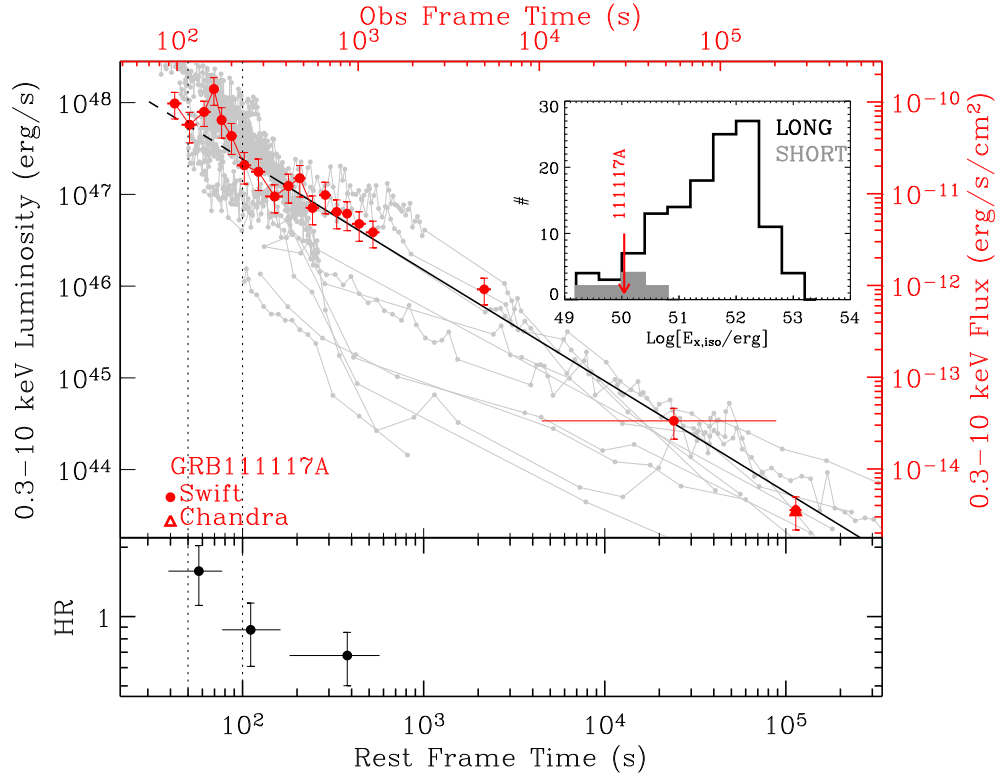 Obs Frame Time (s)
10² 10³ 10⁴ 10⁵
0.3−10 keV Luminosity (erg/s)
10⁴⁸
10⁴⁷
10⁴⁶
10⁴⁵
10⁴⁴
10⁻¹⁰
10⁻¹¹
10⁻¹²
10⁻¹³
10⁻¹⁴
0.3−10 keV Flux (erg/s/cm²)
30
20
10
0
#
LONG
SHORT
111117A
49 50 51 52 53 54
Log[E_{x,iso}/erg]
GRB111117A
Swift
Chandra
HR
1
10² 10³ 10⁴ 10⁵
Rest Frame Time (s)